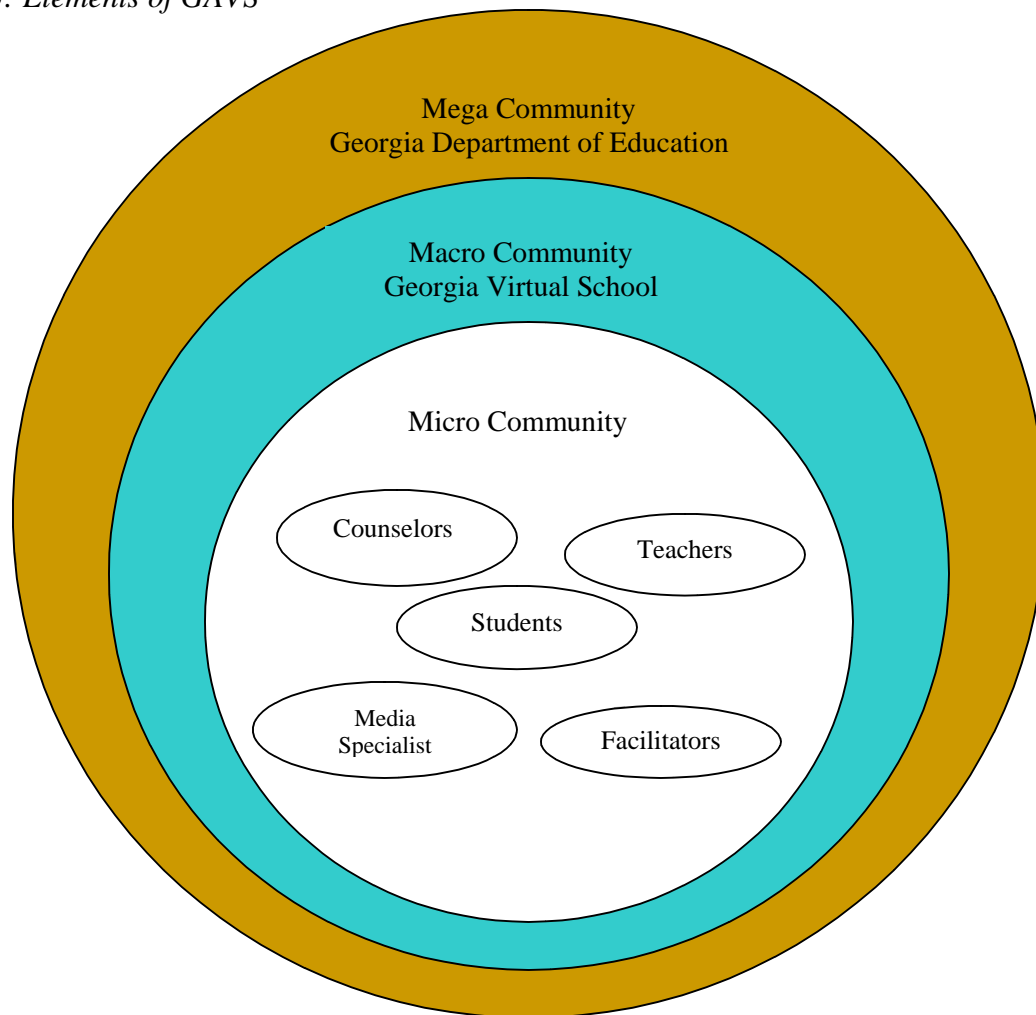 : Elements of GAVS
Mega Community
Georgia Department of Education
Macro Community
Georgia Virtual School
Micro Community
Counselors
Teachers
Students
Media
Specialist
Facilitators